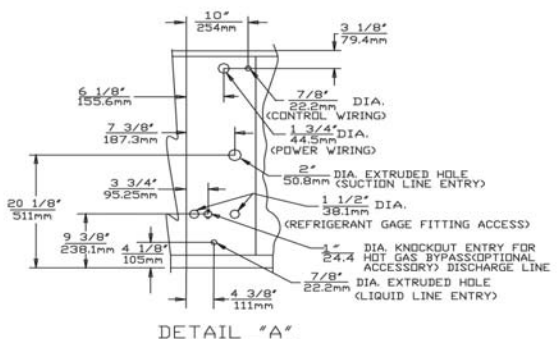 10"
254mm
3 1/8"
79.4mm
6 1/8"
155.6mm
7/8" DIA.
22.2mm
(CONTROL WIRING)
1 3/4" DIA.
44.5mm
(POWER WIRING)
7 3/8"
187.3mm
2" DIA. EXTRUDED HOLE
50.8mm (SUCTION LINE ENTRY)
3 3/4"
95.25mm
1 1/2" DIA.
38.1mm
(REFRIGERANT GAGE FITTING ACCESS)
20 1/8"
511mm
9 3/8"
238.1mm
4 1/8"
105mm
1" DIA. KNOCKOUT ENTRY FOR
24.4 HOT GAS BYPASS(OPTIONAL
ACCESSORY) DISCHARGE LINE
7/8" DIA. EXTRUDED HOLE
22.2mm (LIQUID LINE ENTRY)
4 3/8"
111mm
DETAIL "A"